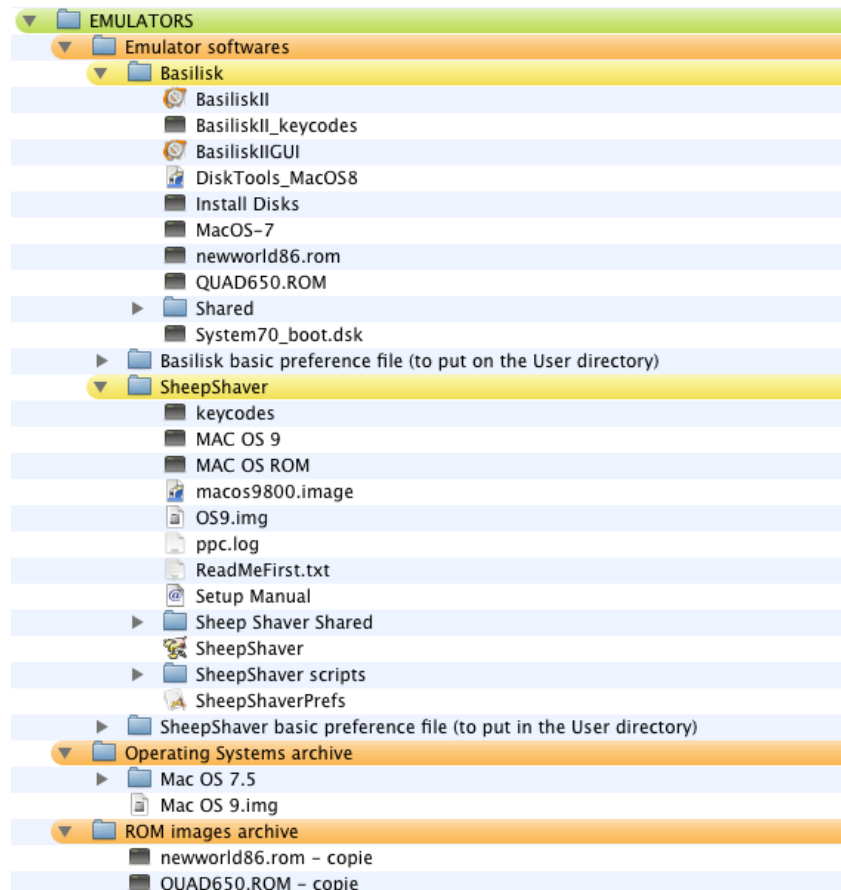 EMULATORS
Emulator softwares
Basilisk
BasiliskII
BasiliskII_keycodes
BasiliskIIGUI
DiskTools_MacOS8
Install Disks
MacOS-7
newworld86.rom
QUAD650.ROM
Shared
System70_boot.dsk
Basilisk basic preference file (to put on the User directory)
SheepShaver
keycodes
MAC OS 9
MAC OS ROM
macos9800.image
OS9.img
ppc.log
ReadMeFirst.txt
Setup Manual
Sheep Shaver Shared
SheepShaver
SheepShaver scripts
SheepShaverPrefs
SheepShaver basic preference file (to put in the User directory)
Operating Systems archive
Mac OS 7.5
Mac OS 9.img
ROM images archive
newworld86.rom - copie
QUAD650.ROM - copie